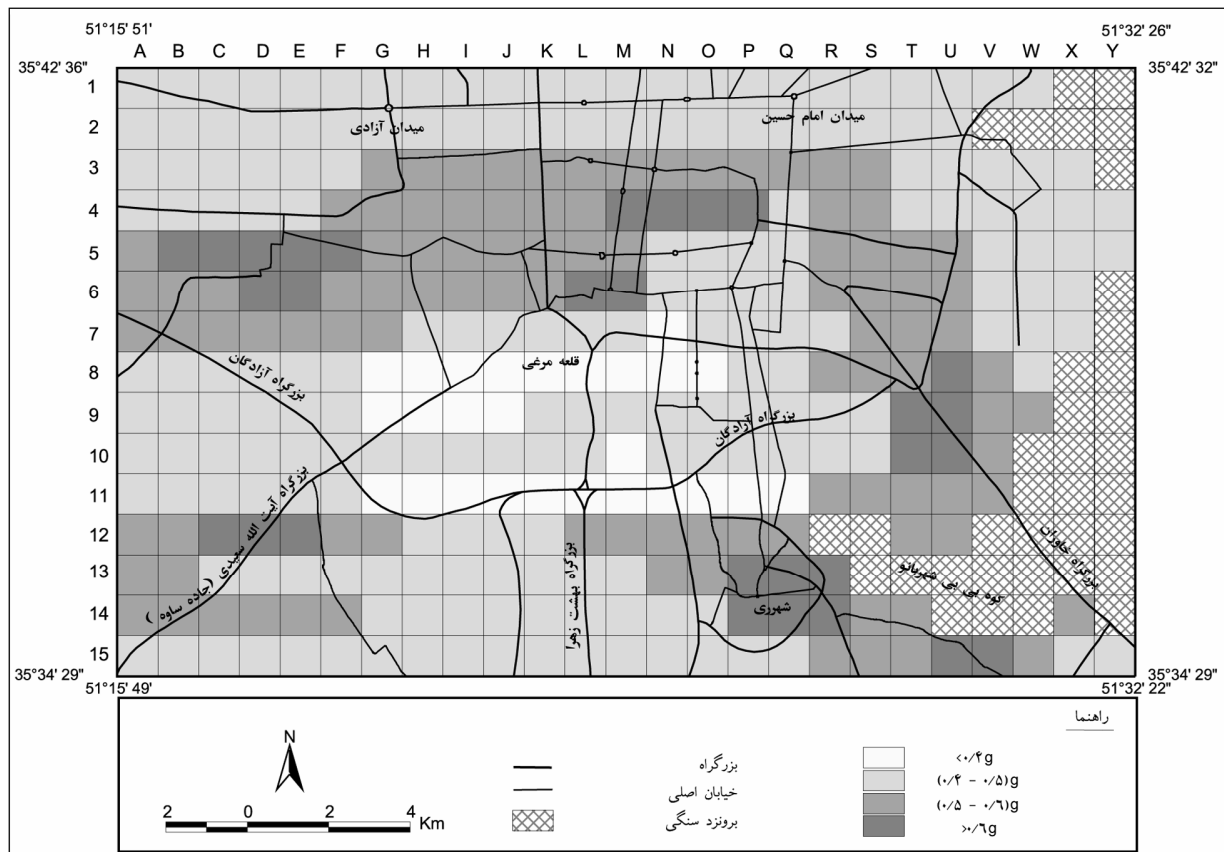 51°15' 51'
51°32' 26"
A B C D E F G H I J K L M N O P Q R S T U V W X Y
35°42' 36"
35°42' 32"
1
2
3
4
5
6
7
8
9
10
11
12
13
14
15
میدان آزادی
میدان امام حسین
قلعه مرغی
بزرگراه آزادگان
بزرگراه آزادگان
بزرگراه آیت الله سعیدی (جاده ساوه)
بزرگراه بهشت زهرا
شهرری
کوه بی بی شهربانو
بزرگراه خاوران
35°34' 29"
35°34' 29"
51°15' 49'
51°32' 22"
راهنما
<۰/۴g
(۰/۴ - ۰/۵)g
(۰/۵ - ۰/۶)g
>۰/۶g
بزرگراه
خیابان اصلی
برونزد سنگی
N
2 0 2 4
Km